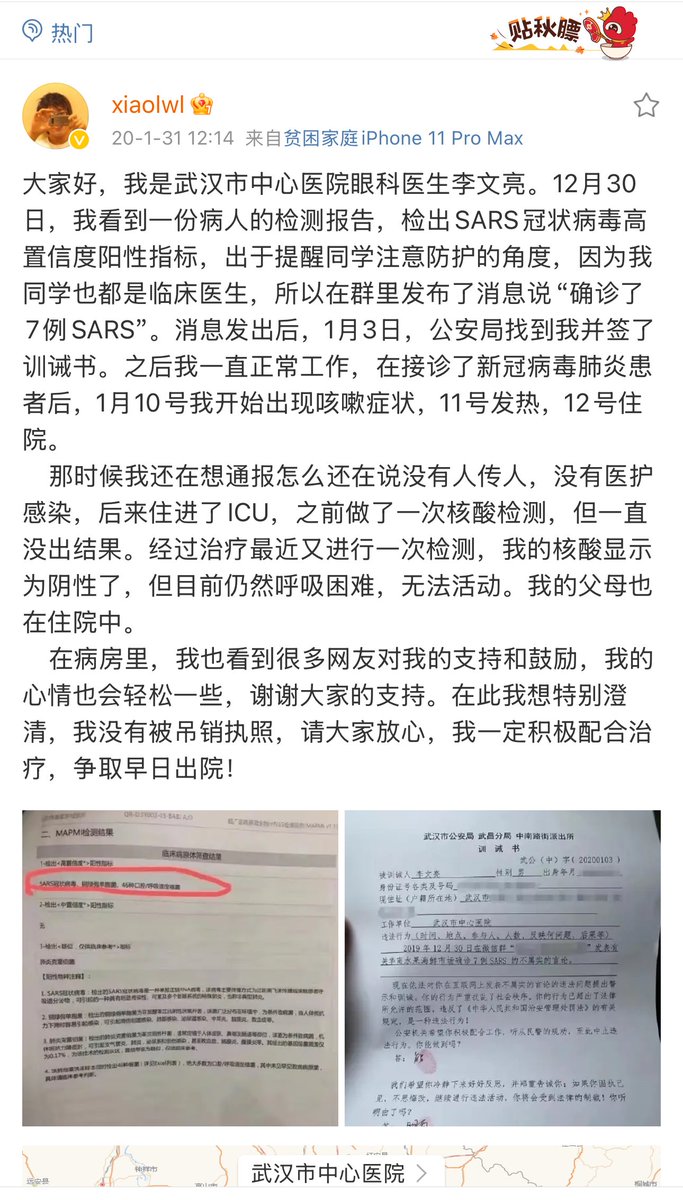 热门
贴秋膘
xiaolwl
20-1-31 12:14 来自贫困家庭iPhone 11 Pro Max
大家好，我是武汉市中心医院眼科医生李文亮。12月30
日，我看到一份病人的检测报告，检出SARS冠状病毒高
置信度阳性指标，出于提醒同学注意防护的角度，因为我
同学也都是临床医生，所以在群里发布了消息说“确诊了
7例SARS”。消息发出后，1月3日，公安局找到我并签了
训诫书。之后我一直正常工作，在接诊了新冠病毒肺炎患
者后，1月10号我开始出现咳嗽症状，11号发热，12号住
院。
那时候我还在想通报怎么还在说没有人传人，没有医护
感染，后来住进了ICU，之前做了一次核酸检测，但一直
没出结果。经过治疗最近又进行一次检测，我的核酸显示
为阴性了，但目前仍然呼吸困难，无法活动。我的父母也
在住院中。
在病房里，我也看到很多网友对我的支持和鼓励，我的
心情也会轻松一些，谢谢大家的支持。在此我想特别澄
清，我没有被吊销执照，请大家放心，我一定积极配合治
疗，争取早日出院！
二、MAPMI检测结果
临床病原体筛查结果
1-检出<高置信度*>阳性指标
SARS冠状病毒、铜绿假单胞菌、46种口腔/呼吸道定植菌
2-检出<中置信度*>阳性指标
无
肺炎克雷伯菌
【阳性物种注释】：
武汉市公安局 武昌分局 中南路街派出所
训诫书
武公（中）字（20200103）
被训诫人 李文亮 性别 男 出身年月
身份证号各类及号码
现住址（户籍所在地） 武汉市
工作单位 武汉市中心医院
违法行为（时间、地点、参与人、人数、反映何问题、后果等）
2019年12月30日在微信群“ ”发表有
关华南水果海鲜市场确诊7例SARS的不属实的言论。
现在依法对你在互联网上发表不属实的言论的违法问题提出警
示和训诫。你的行为严重扰乱了社会秩序。你的行为已超出了法律
所允许的范围，违反了《中华人民共和国治安管理处罚法》的有关
规定，是一种违法行为！
公安机关希望你积极配合工作，听从民警的规劝，至此中止违
法行为。你能做到吗？
答：
我们希望你冷静下来好好反思，并郑重告诫你：如果你固执己
见，不思悔改，继续进行违法活动，你将会受到法律的制裁！你听
明白了吗？
答：
远安县
钟祥市
京山市
桐城市
武汉市中心医院